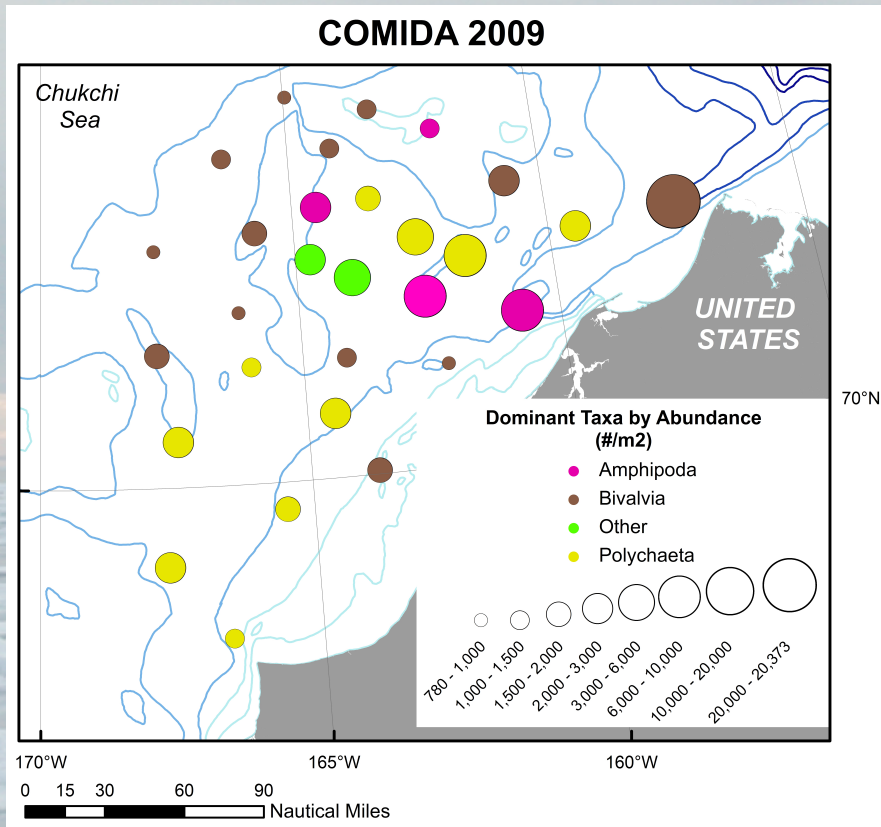 COMIDA 2009
Chukchi
Sea
UNITED
STATES
70°N
Dominant Taxa by Abundance
(#/m2)
Amphipoda
Bivalvia
Other
Polychaeta
780 - 1,000
1,000 - 1,500
1,500 - 2,000
2,000 - 3,000
3,000 - 6,000
6,000 - 10,000
10,000 - 20,000
20,000 - 20,373
170°W 165°W 160°W
0 15 30 60 90
Nautical Miles